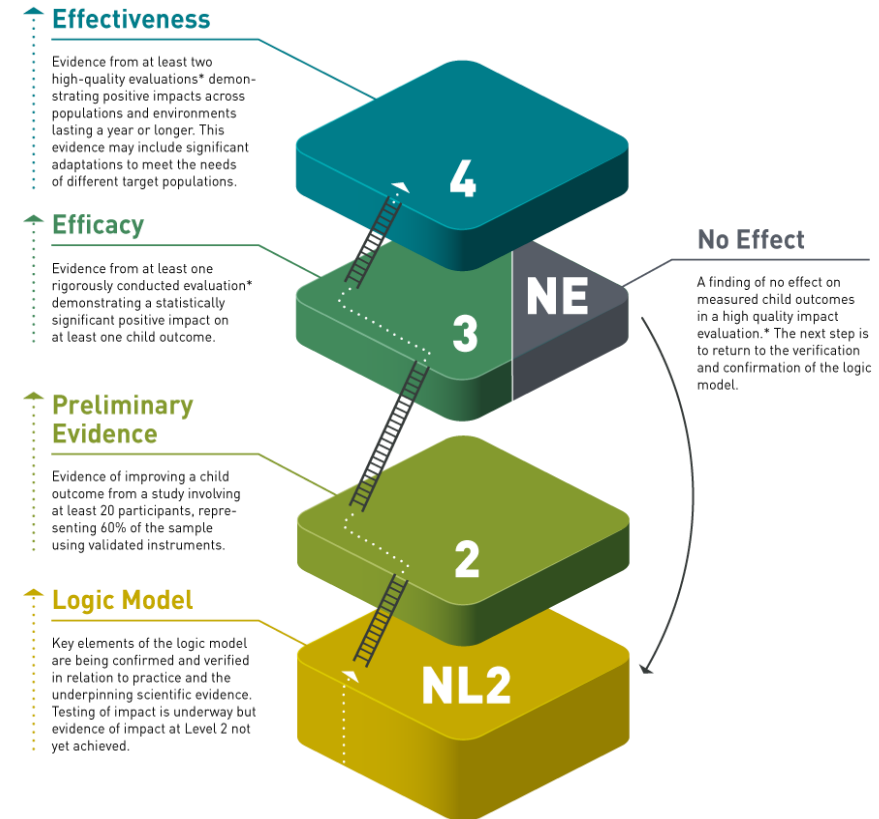 Effectiveness
Evidence from at least two
high-quality evaluations* demon-
strating positive impacts across
populations and environments
lasting a year or longer. This
evidence may include significant
adaptations to meet the needs
of different target populations.
4
Efficacy
Evidence from at least one
rigorously conducted evaluation*
demonstrating a statistically
significant positive impact on
at least one child outcome.
3
NE
No Effect
A finding of no effect on
measured child outcomes
in a high quality impact
evaluation.* The next step is
to return to the verification
and confirmation of the logic
model.
Preliminary
Evidence
Evidence of improving a child
outcome from a study involving
at least 20 participants, repre-
senting 60% of the sample
using validated instruments.
2
Logic Model
Key elements of the logic model
are being confirmed and verified
in relation to practice and the
underpinning scientific evidence.
Testing of impact is underway but
evidence of impact at Level 2 not
yet achieved.
NL2